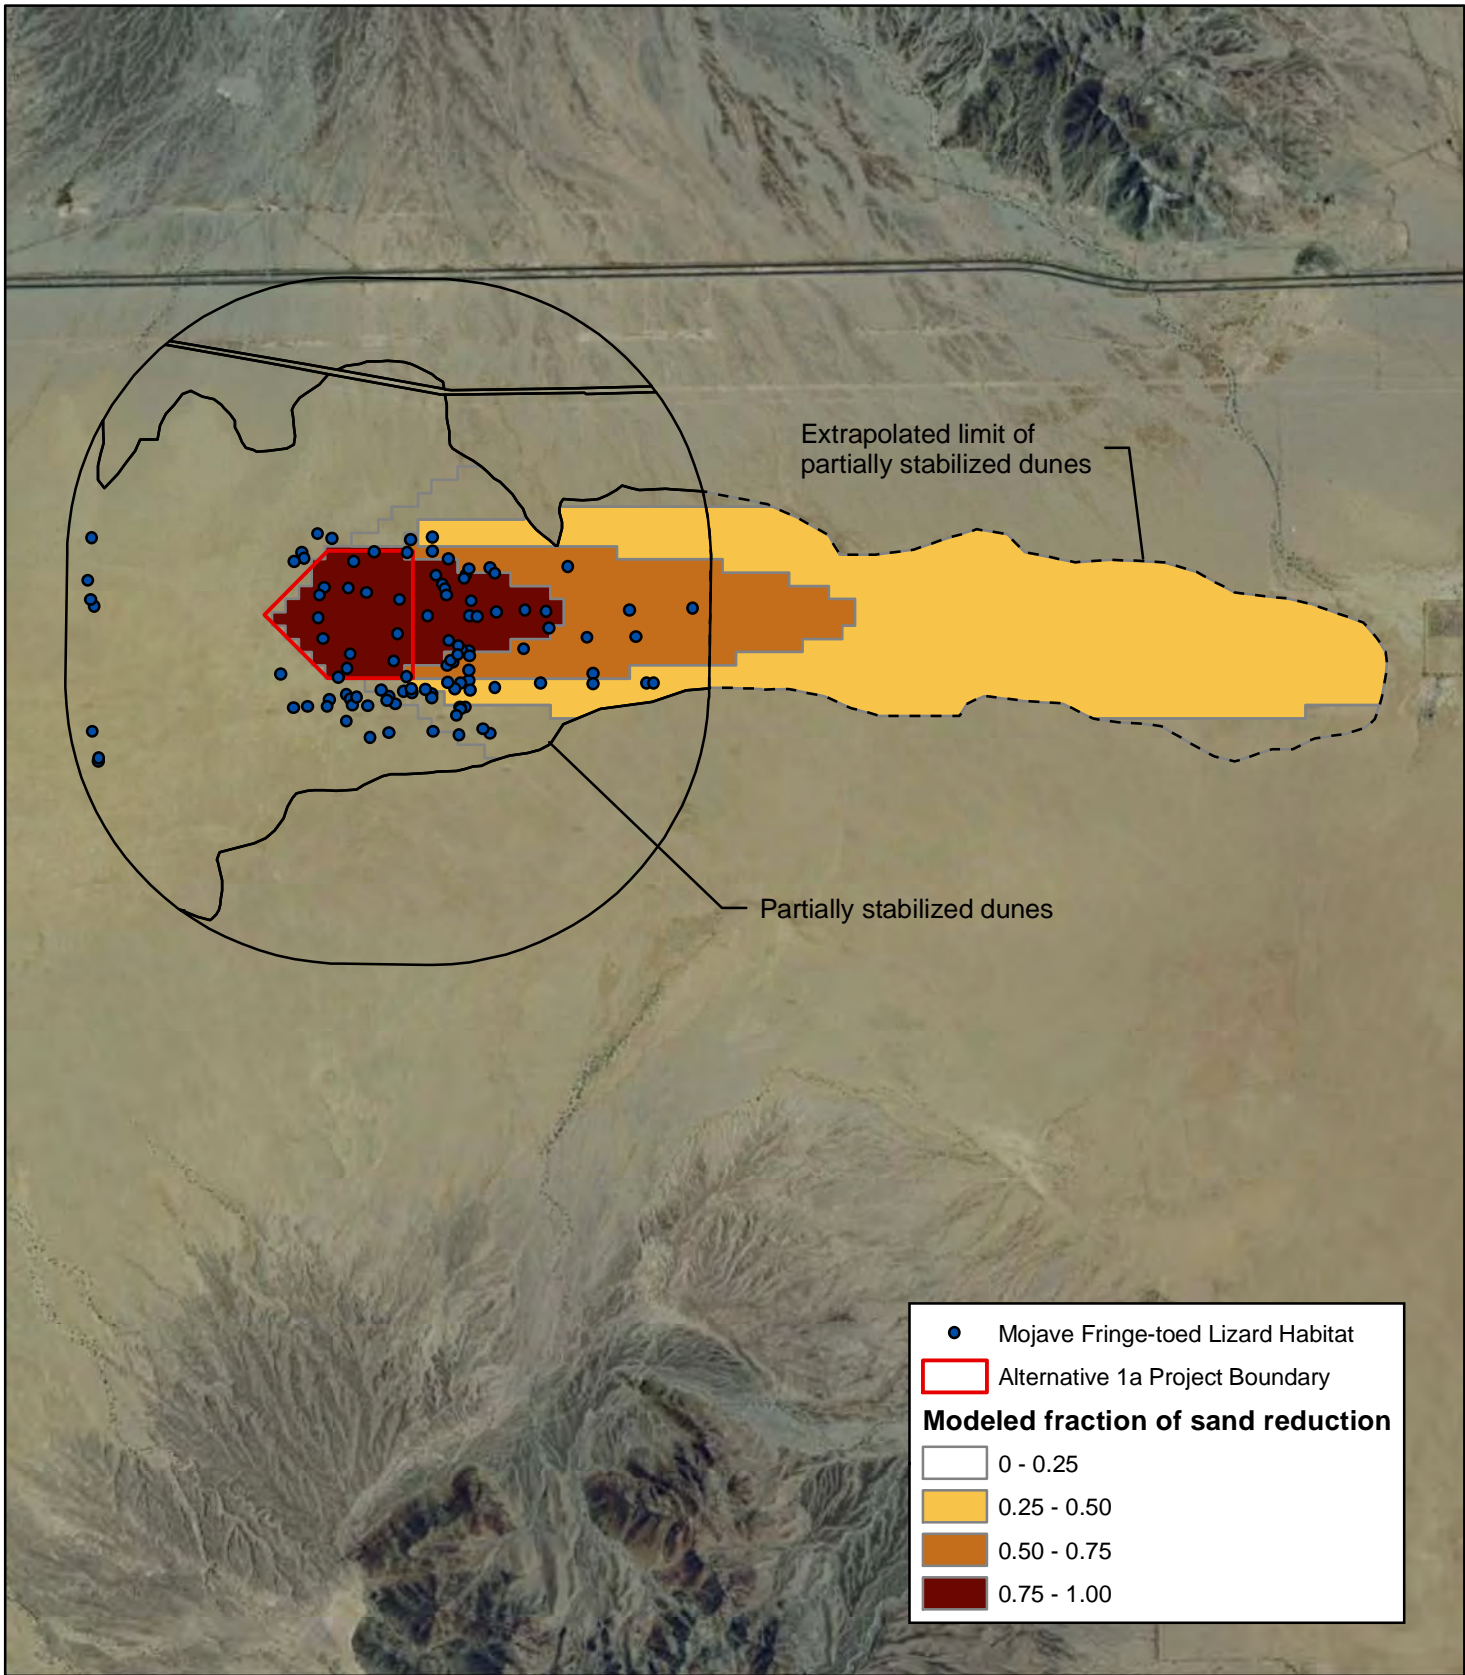 Extrapolated limit of
partially stabilized dunes
Partially stabilized dunes
Mojave Fringe-toed Lizard Habitat
Alternative 1a Project Boundary
Modeled fraction of sand reduction
0 - 0.25
0.25 - 0.50
0.50 - 0.75
0.75 - 1.00